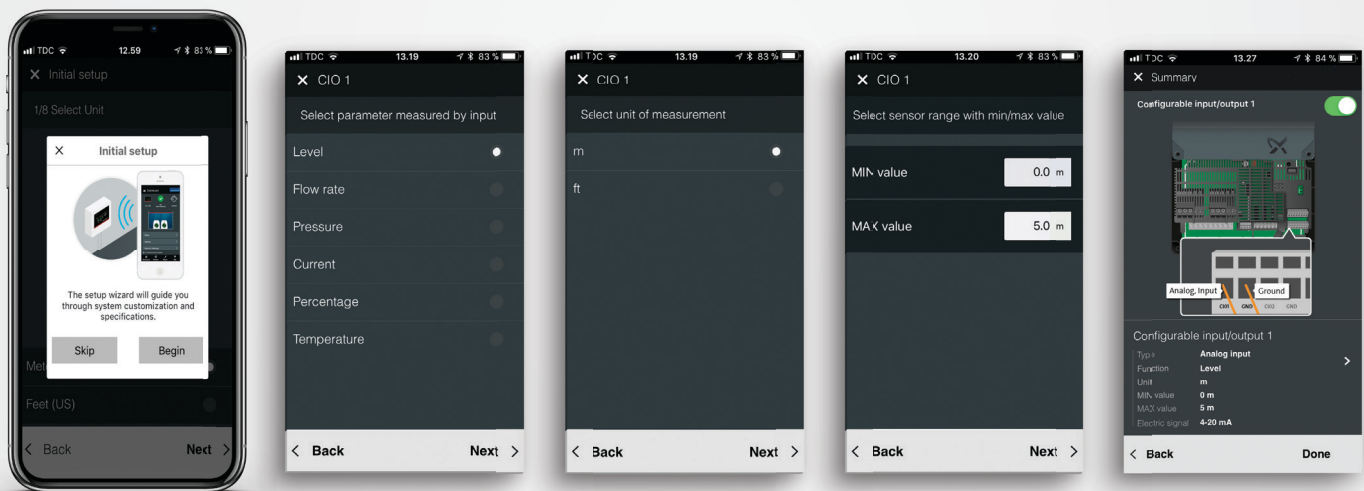 TDC 12.59 83 %
Initial setup
1/8 Select Unit
Initial setup
The setup wizard will guide you
through system customization and
specifications.
Skip Begin
Feet (US)
Back Next
TDC 13.19 83 %
CIO 1
Select parameter measured by input
Level
Flow rate
Pressure
Current
Percentage
Temperature
Back Next
TDC 13.19 83 %
CIO 1
Select unit of measurement
m
ft
Back Next
TDC 13.20 83 %
CIO 1
Select sensor range with min/max value
MIN value 0.0 m
MAX value 5.0 m
Back Next
TDC 13.27 84 %
Summary
Configurable input/output 1
Analog, Input
Ground
CIO1 GND CIO2 GND
Configurable input/output 1
Type Analog input
Function Level
Unit m
MIN value 0 m
MAX value 5 m
Electric signal 4-20 mA
Back Done